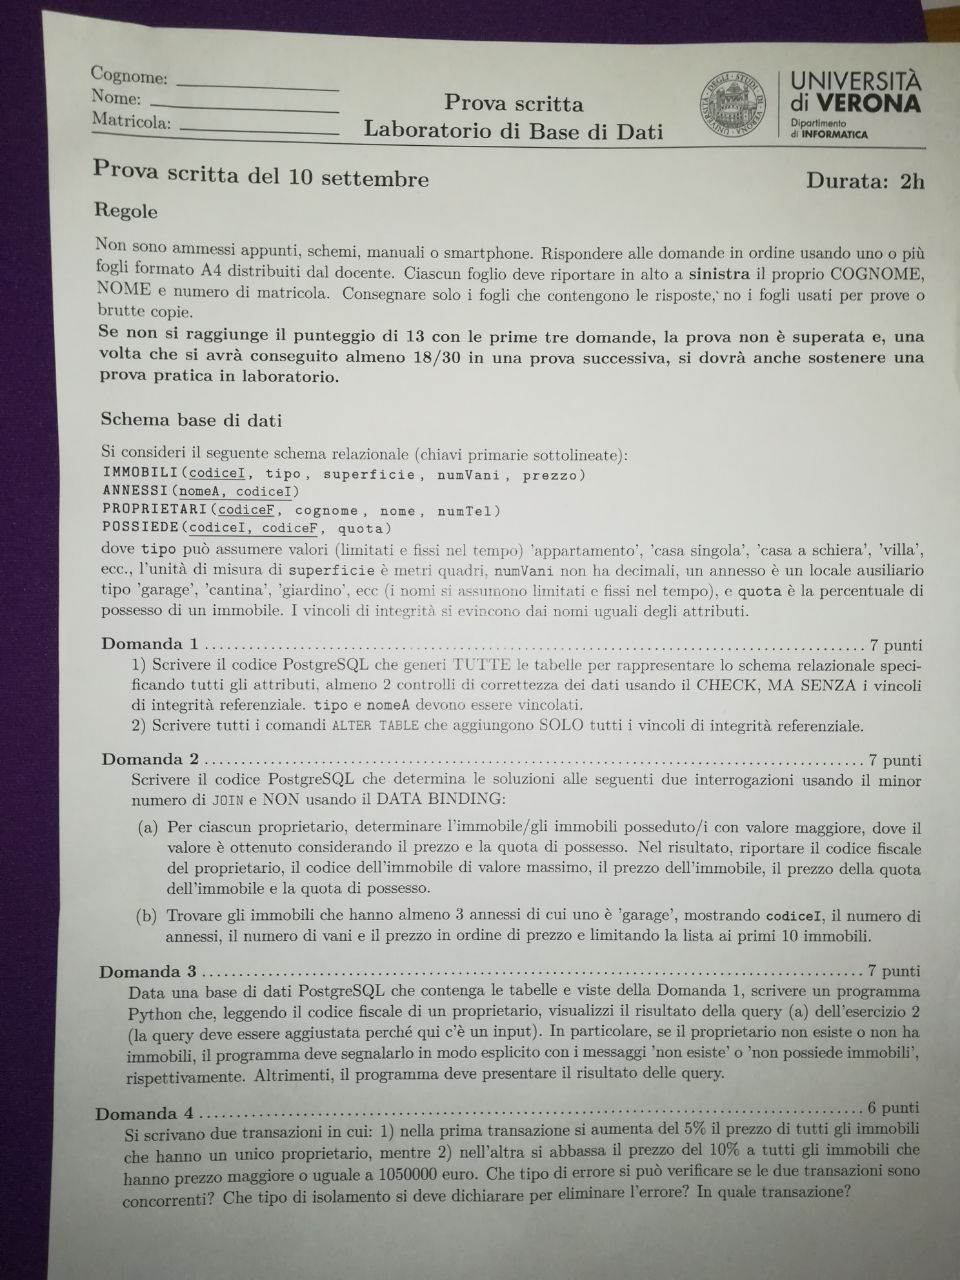 Cognome:
Nome:
Matricola:
Prova scritta
Laboratorio di Base di Dati
UNIVERSITÀ
di VERONA
Dipartimento
di INFORMATICA
Prova scritta del 10 settembre Durata: 2h
Regole
Non sono ammessi appunti, schemi, manuali o smartphone. Rispondere alle domande in ordine usando uno o più
fogli formato A4 distribuiti dal docente. Ciascun foglio deve riportare in alto a sinistra il proprio COGNOME,
NOME e numero di matricola. Consegnare solo i fogli che contengono le risposte, no i fogli usati per prove o
brutte copie.
Se non si raggiunge il punteggio di 13 con le prime tre domande, la prova non è superata e, una
volta che si avrà conseguito almeno 18/30 in una prova successiva, si dovrà anche sostenere una
prova pratica in laboratorio.
Schema base di dati
Si consideri il seguente schema relazionale (chiavi primarie sottolineate):
IMMOBILI(codiceI, tipo, superficie, numVani, prezzo)
ANNESSI(nomeA, codiceI)
PROPRIETARI(codiceF, cognome, nome, numTel)
POSSIEDE(codiceI, codiceF, quota)
dove tipo può assumere valori (limitati e fissi nel tempo) 'appartamento', 'casa singola', 'casa a schiera', 'villa',
ecc., l'unità di misura di superficie è metri quadri, numVani non ha decimali, un annesso è un locale ausiliario
tipo 'garage', 'cantina', 'giardino', ecc (i nomi si assumono limitati e fissi nel tempo), e quota è la percentuale di
possesso di un immobile. I vincoli di integrità si evincono dai nomi uguali degli attributi.
Domanda 1 ........ 7 punti
1) Scrivere il codice PostgreSQL che generi TUTTE le tabelle per rappresentare lo schema relazionale speci-
ficando tutti gli attributi, almeno 2 controlli di correttezza dei dati usando il CHECK, MA SENZA i vincoli
di integrità referenziale. tipo e nomeA devono essere vincolati.
2) Scrivere tutti i comandi ALTER TABLE che aggiungono SOLO tutti i vincoli di integrità referenziale.
Domanda 2 ........ 7 punti
Scrivere il codice PostgreSQL che determina le soluzioni alle seguenti due interrogazioni usando il minor
numero di JOIN e NON usando il DATA BINDING:
(a) Per ciascun proprietario, determinare l'immobile/gli immobili posseduto/i con valore maggiore, dove il
valore è ottenuto considerando il prezzo e la quota di possesso. Nel risultato, riportare il codice fiscale
del proprietario, il codice dell'immobile di valore massimo, il prezzo dell'immobile, il prezzo della quota
dell'immobile e la quota di possesso.
(b) Trovare gli immobili che hanno almeno 3 annessi di cui uno è 'garage', mostrando codiceI, il numero di
annessi, il numero di vani e il prezzo in ordine di prezzo e limitando la lista ai primi 10 immobili.
Domanda 3 ........ 7 punti
Data una base di dati PostgreSQL che contenga le tabelle e viste della Domanda 1, scrivere un programma
Python che, leggendo il codice fiscale di un proprietario, visualizzi il risultato della query (a) dell'esercizio 2
(la query deve essere aggiustata perché qui c'è un input). In particolare, se il proprietario non esiste o non ha
immobili, il programma deve segnalarlo in modo esplicito con i messaggi 'non esiste' o 'non possiede immobili',
rispettivamente. Altrimenti, il programma deve presentare il risultato delle query.
Domanda 4 ........ 6 punti
Si scrivano due transazioni in cui: 1) nella prima transazione si aumenta del 5% il prezzo di tutti gli immobili
che hanno un unico proprietario, mentre 2) nell'altra si abbassa il prezzo del 10% a tutti gli immobili che
hanno prezzo maggiore o uguale a 1050000 euro. Che tipo di errore si può verificare se le due transazioni sono
concorrenti? Che tipo di isolamento si deve dichiarare per eliminare l'errore? In quale transazione?